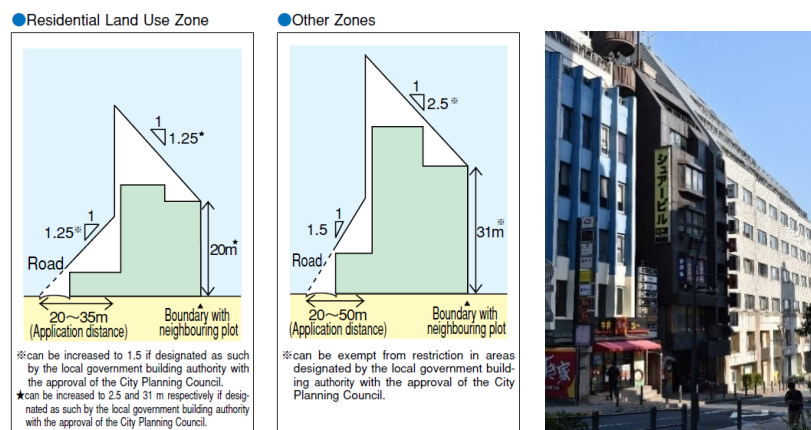 ●Residential Land Use Zone
1
1.25★
1
1.25※
20m★
Road
20～35m
(Application distance)
Boundary with
neighbouring plot
※can be increased to 1.5 if designated as such
by the local government building authority with
the approval of the City Planning Council.
★can be increased to 2.5 and 31 m respectively if desig-
nated as such by the local government building authority
with the approval of the City Planning Council.
●Other Zones
1
2.5※
1
1.5
31m※
Road
20～50m
(Application distance)
Boundary with
neighbouring plot
※can be exempt from restriction in areas
designated by the local government build-
ing authority with the approval of the City
Planning Council.
シュアービル
すき家